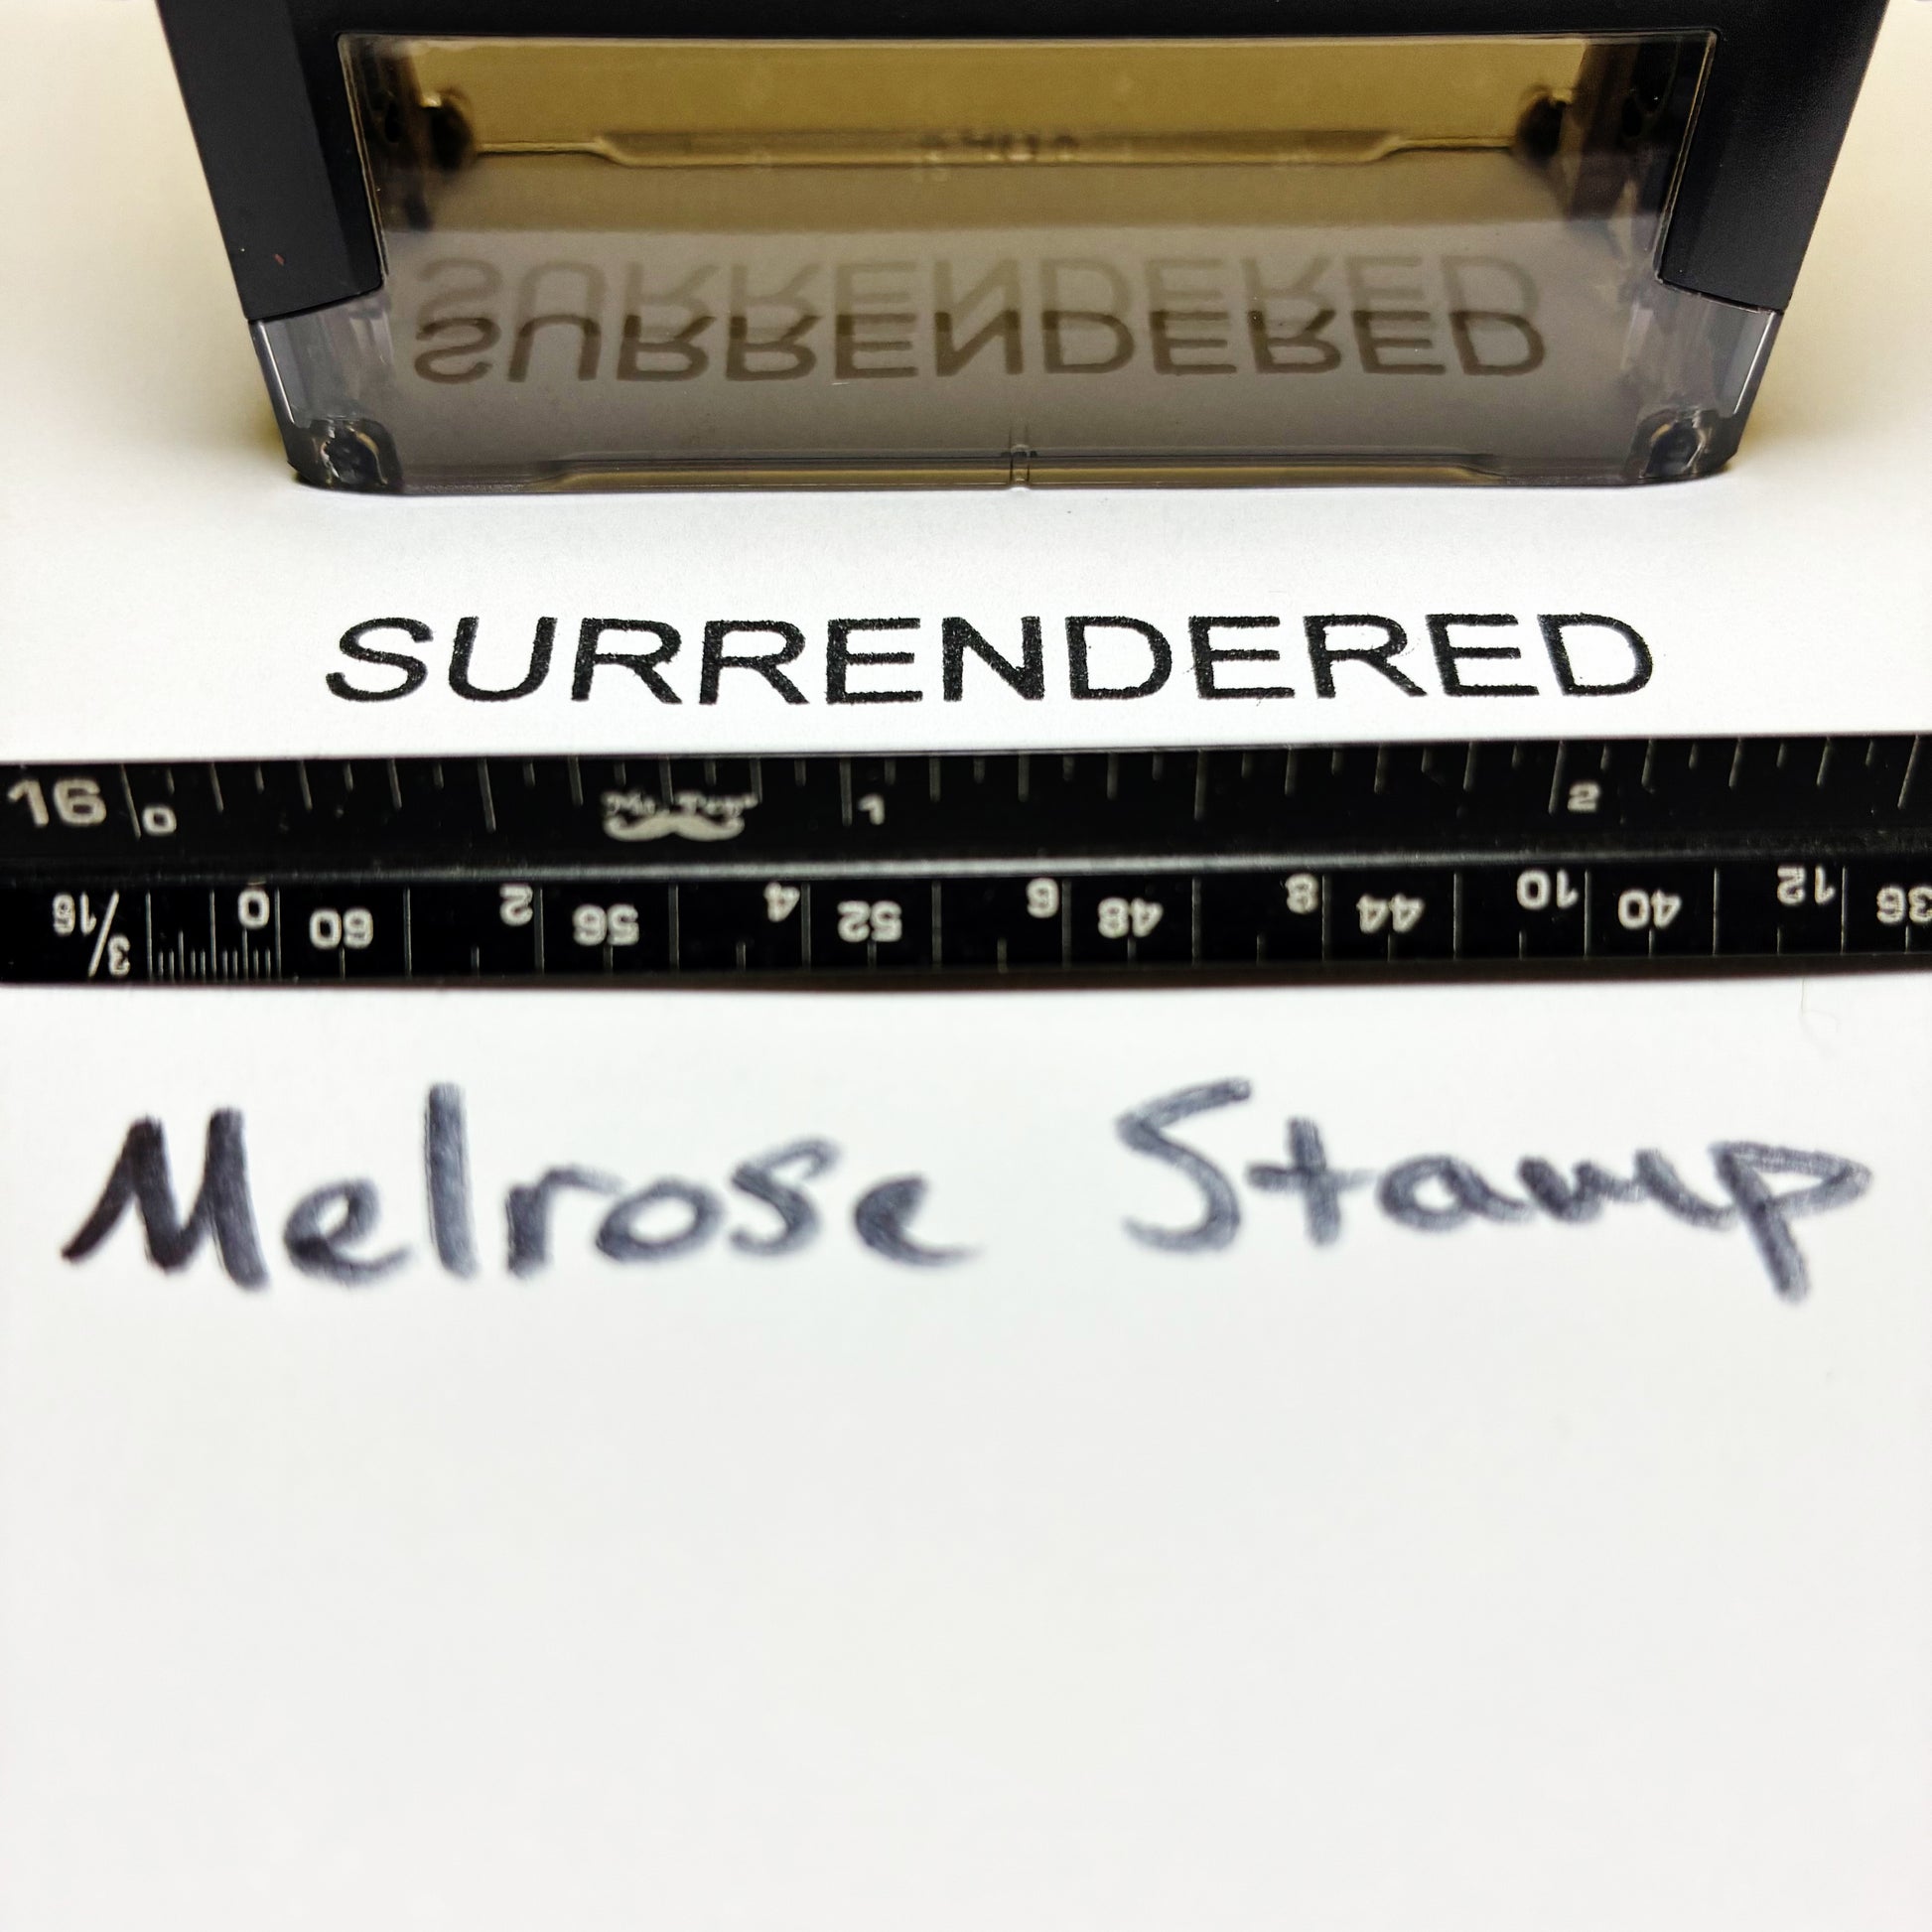 SURRENDERED
SURRENDERED
SURRENDERED
16 0 1 2
3/16 0 60 2 56 4 52 6 48 8 44 10 40 12 36
Melrose Stamp